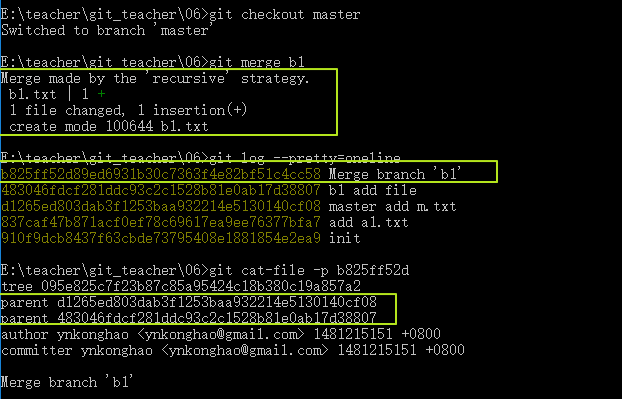 E:\teacher\git_teacher\06>git checkout master
Switched to branch 'master'
E:\teacher\git_teacher\06>git merge b1
Merge made by the 'recursive' strategy.
b1.txt | 1 +
1 file changed, 1 insertion(+)
create mode 100644 b1.txt
E:\teacher\git_teacher\06>git log --pretty=oneline
b825ff52d89ed6931b30c7363f4e82bf51c4cc58 Merge branch 'b1'
483046fdcf281ddc93c2c1528b81e0ab17d38807 b1 add file
d1265ed803dab3f1253baa932214e5130140cf08 master add m.txt
837caf47b871acf0ef78c69617ea9ee76377bfa7 add a1.txt
910f9dcb8437f63cbde73795408e1881854e2ea9 init
E:\teacher\git_teacher\06>git cat-file -p b825ff52d
tree 095e825c7f23b87c85a95424c18b380c19a857a2
parent d1265ed803dab3f1253baa932214e5130140cf08
parent 483046fdcf281ddc93c2c1528b81e0ab17d38807
author ynkonghao <ynkonghao@gmail.com> 1481215151 +0800
committer ynkonghao <ynkonghao@gmail.com> 1481215151 +0800
Merge branch 'b1'